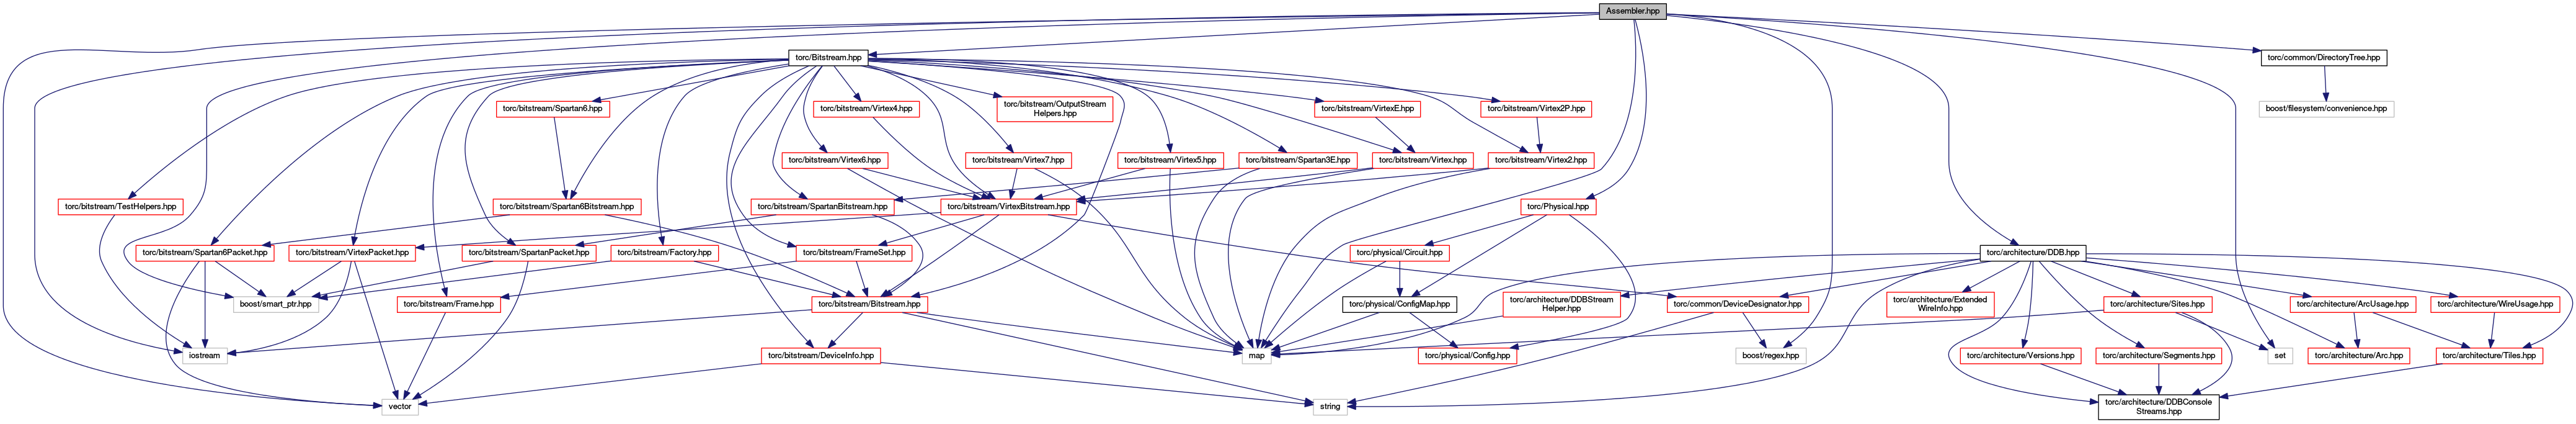 Assembler.hpp
torc/Bitstream.hpp
torc/common/DirectoryTree.hpp
torc/bitstream/Spartan6.hpp
torc/bitstream/Virtex4.hpp
torc/bitstream/OutputStream
Helpers.hpp
torc/bitstream/VirtexE.hpp
torc/bitstream/Virtex2P.hpp
boost/filesystem/convenience.hpp
torc/bitstream/Virtex6.hpp
torc/bitstream/Virtex7.hpp
torc/bitstream/Virtex5.hpp
torc/bitstream/Spartan3E.hpp
torc/bitstream/Virtex.hpp
torc/bitstream/Virtex2.hpp
torc/bitstream/TestHelpers.hpp
torc/bitstream/Spartan6Bitstream.hpp
torc/bitstream/SpartanBitstream.hpp
torc/bitstream/VirtexBitstream.hpp
torc/Physical.hpp
torc/bitstream/Spartan6Packet.hpp
torc/bitstream/VirtexPacket.hpp
torc/bitstream/SpartanPacket.hpp
torc/bitstream/Factory.hpp
torc/bitstream/FrameSet.hpp
torc/physical/Circuit.hpp
torc/architecture/DDB.hpp
boost/smart_ptr.hpp
torc/bitstream/Frame.hpp
torc/bitstream/Bitstream.hpp
torc/physical/ConfigMap.hpp
torc/architecture/DDBStream
Helper.hpp
torc/common/DeviceDesignator.hpp
torc/architecture/Extended
WireInfo.hpp
torc/architecture/Sites.hpp
torc/architecture/ArcUsage.hpp
torc/architecture/WireUsage.hpp
iostream
torc/bitstream/DeviceInfo.hpp
map
torc/physical/Config.hpp
boost/regex.hpp
torc/architecture/Versions.hpp
torc/architecture/Segments.hpp
set
torc/architecture/Arc.hpp
torc/architecture/Tiles.hpp
vector
string
torc/architecture/DDBConsole
Streams.hpp